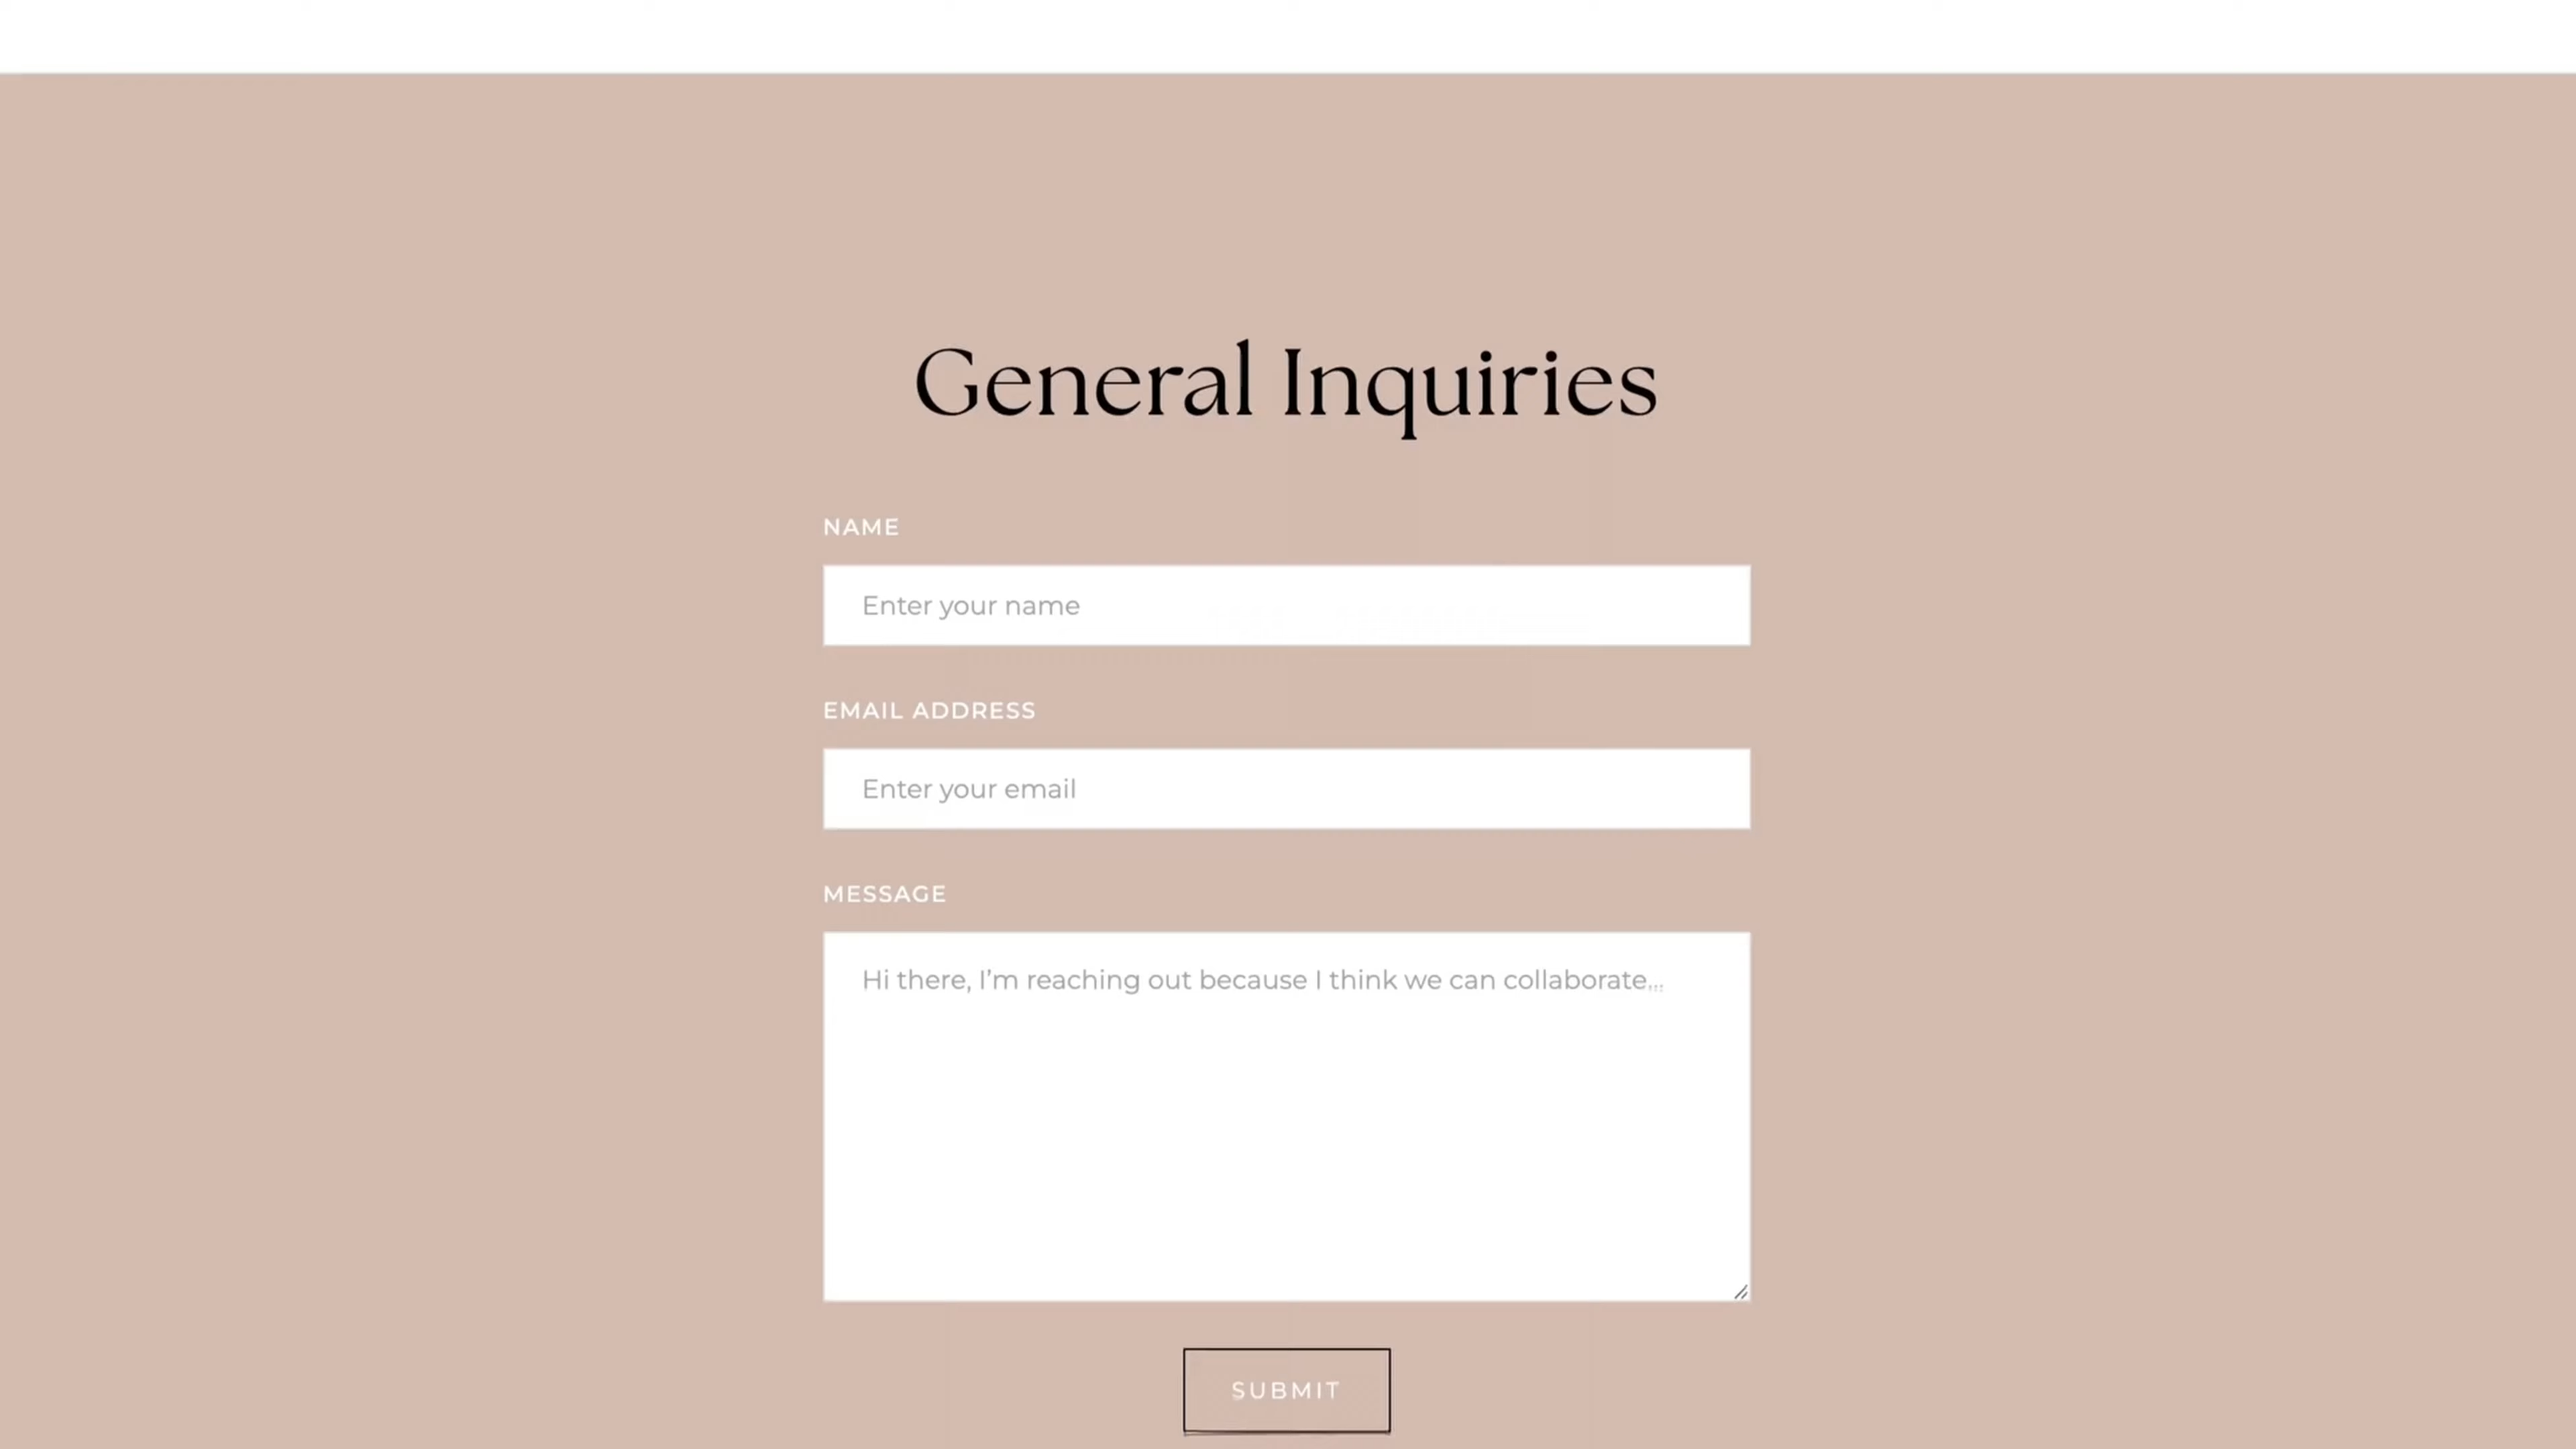 General Inquiries
NAME
Enter your name
EMAIL ADDRESS
Enter your email
MESSAGE
Hi there, I’m reaching out because I think we can collaborate...
SUBMIT